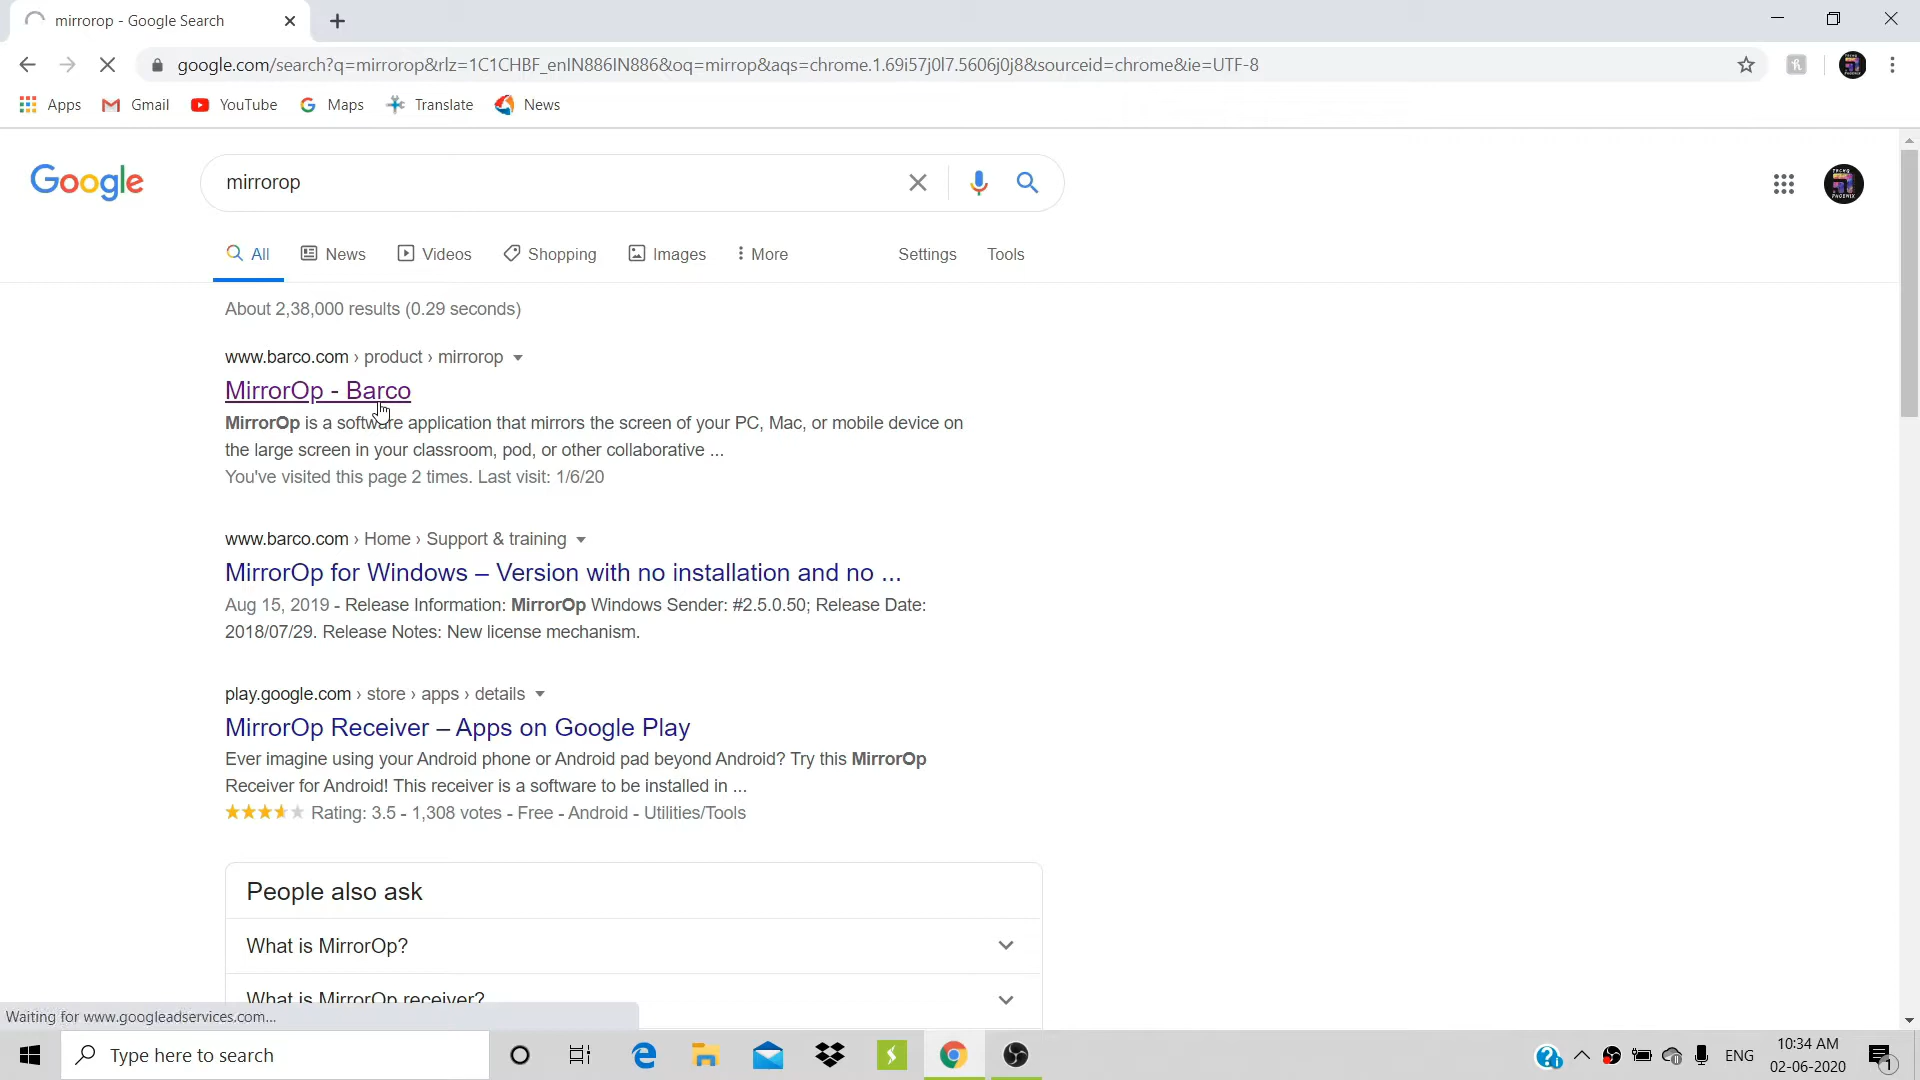 mirrorop - Google Search
google.com/search?q=mirrorop&rlz=1C1CHBF_enIN886IN886&oq=mirrop&aqs=chrome.1.69i57j0l7.5606j0j8&sourceid=chrome&ie=UTF-8
Apps Gmail YouTube Maps Translate News
Google mirrorop
All News Videos Shopping Images More Settings Tools
About 2,38,000 results (0.29 seconds)
www.barco.com › product › mirrorop
MirrorOp - Barco
MirrorOp is a software application that mirrors the screen of your PC, Mac, or mobile device on
the large screen in your classroom, pod, or other collaborative ...
You've visited this page 2 times. Last visit: 1/6/20
www.barco.com › Home › Support & training
MirrorOp for Windows – Version with no installation and no ...
Aug 15, 2019 - Release Information: MirrorOp Windows Sender: #2.5.0.50; Release Date:
2018/07/29. Release Notes: New license mechanism.
play.google.com › store › apps › details
MirrorOp Receiver – Apps on Google Play
Ever imagine using your Android phone or Android pad beyond Android? Try this MirrorOp
Receiver for Android! This receiver is a software to be installed in ...
Rating: 3.5 - 1,308 votes - Free - Android - Utilities/Tools
People also ask
What is MirrorOp?
What is MirrorOp receiver?
Waiting for www.googleadservices.com...
Type here to search
ENG
10:34 AM
02-06-2020
1